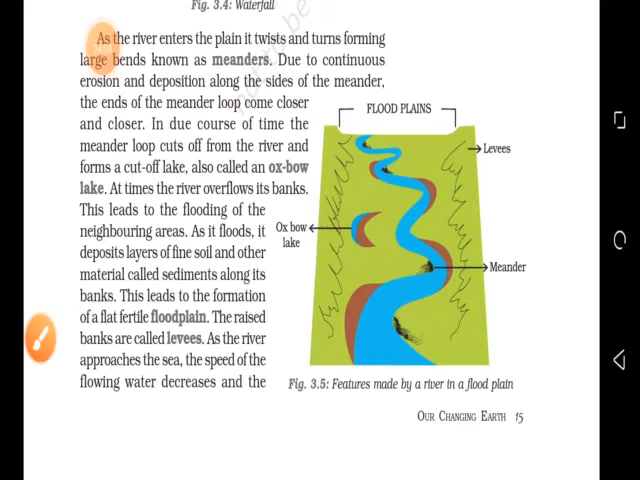 Fig. 3.4: Waterfall
As the river enters the plain it twists and turns forming
large bends known as meanders. Due to continuous
erosion and deposition along the sides of the meander,
the ends of the meander loop come closer
and closer. In due course of time the
meander loop cuts off from the river and
forms a cut-off lake, also called an ox-bow
lake. At times the river overflows its banks.
This leads to the flooding of the
neighbouring areas. As it floods, it
deposits layers of fine soil and other
material called sediments along its
banks. This leads to the formation
of a flat fertile floodplain. The raised
banks are called levees. As the river
approaches the sea, the speed of the
flowing water decreases and the
FLOOD PLAINS
Levees
Ox bow
lake
Meander
Fig. 3.5: Features made by a river in a flood plain
OUR CHANGING EARTH 15
not to be